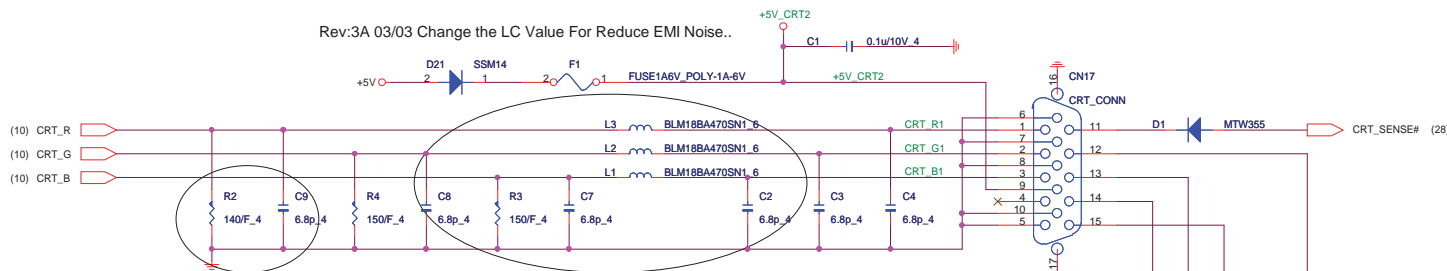 +5V_CRT2
Rev:3A 03/03 Change the LC Value For Reduce EMI Noise..
C1 0.1u/10V_4
D21 SSM14 F1
+5V 2 1 2 1 FUSE1A6V_POLY-1A-6V +5V_CRT2
16 CN17
CRT_CONN
6
(10) CRT_R L3 BLM18BA470SN1_6 CRT_R1 1 11 D1 MTW355 CRT_SENSE# (28
7
(10) CRT_G L2 BLM18BA470SN1_6 CRT_G1 2 12
8
(10) CRT_B L1 BLM18BA470SN1_6 CRT_B1 3 13
9
R2 C9 R4 C8 R3 C7 C2 C3 C4 4 14
10
140/F_4 6.8p_4 150/F_4 6.8p_4 150/F_4 6.8p_4 6.8p_4 6.8p_4 6.8p_4 5 15
17